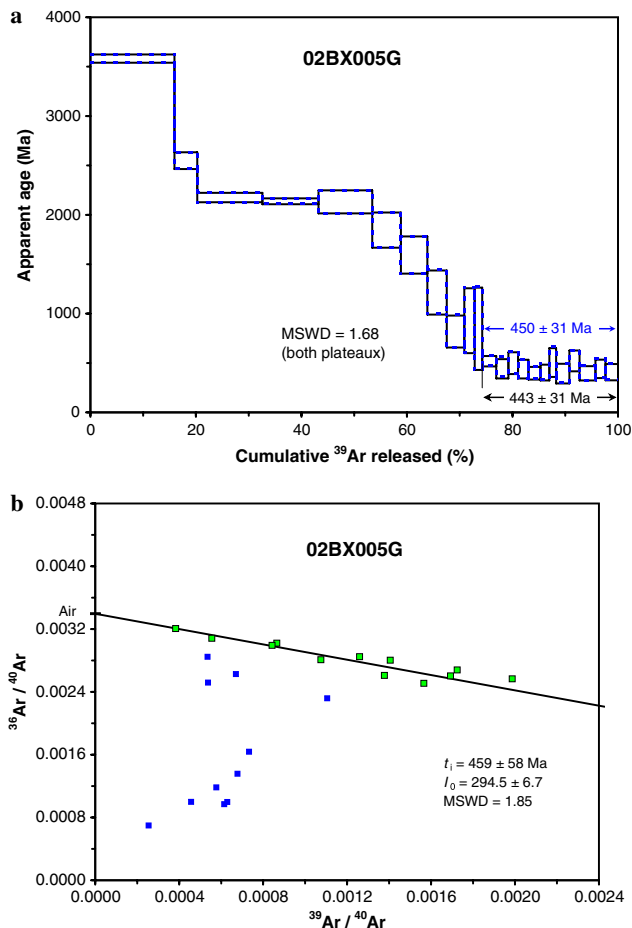 a
4000
02BX005G
3000
2000
1000
0
Apparent age (Ma)
MSWD = 1.68
(both plateaux)
450 ± 31 Ma
443 ± 31 Ma
0 20 40 60 80 100
Cumulative ³⁹Ar released (%)
b
0.0048
02BX005G
0.0040
Air
0.0032
0.0024
0.0016
0.0008
0.0000
³⁶Ar / ⁴⁰Ar
tᵢ = 459 ± 58 Ma
I₀ = 294.5 ± 6.7
MSWD = 1.85
0.0000 0.0004 0.0008 0.0012 0.0016 0.0020 0.0024
³⁹Ar / ⁴⁰Ar